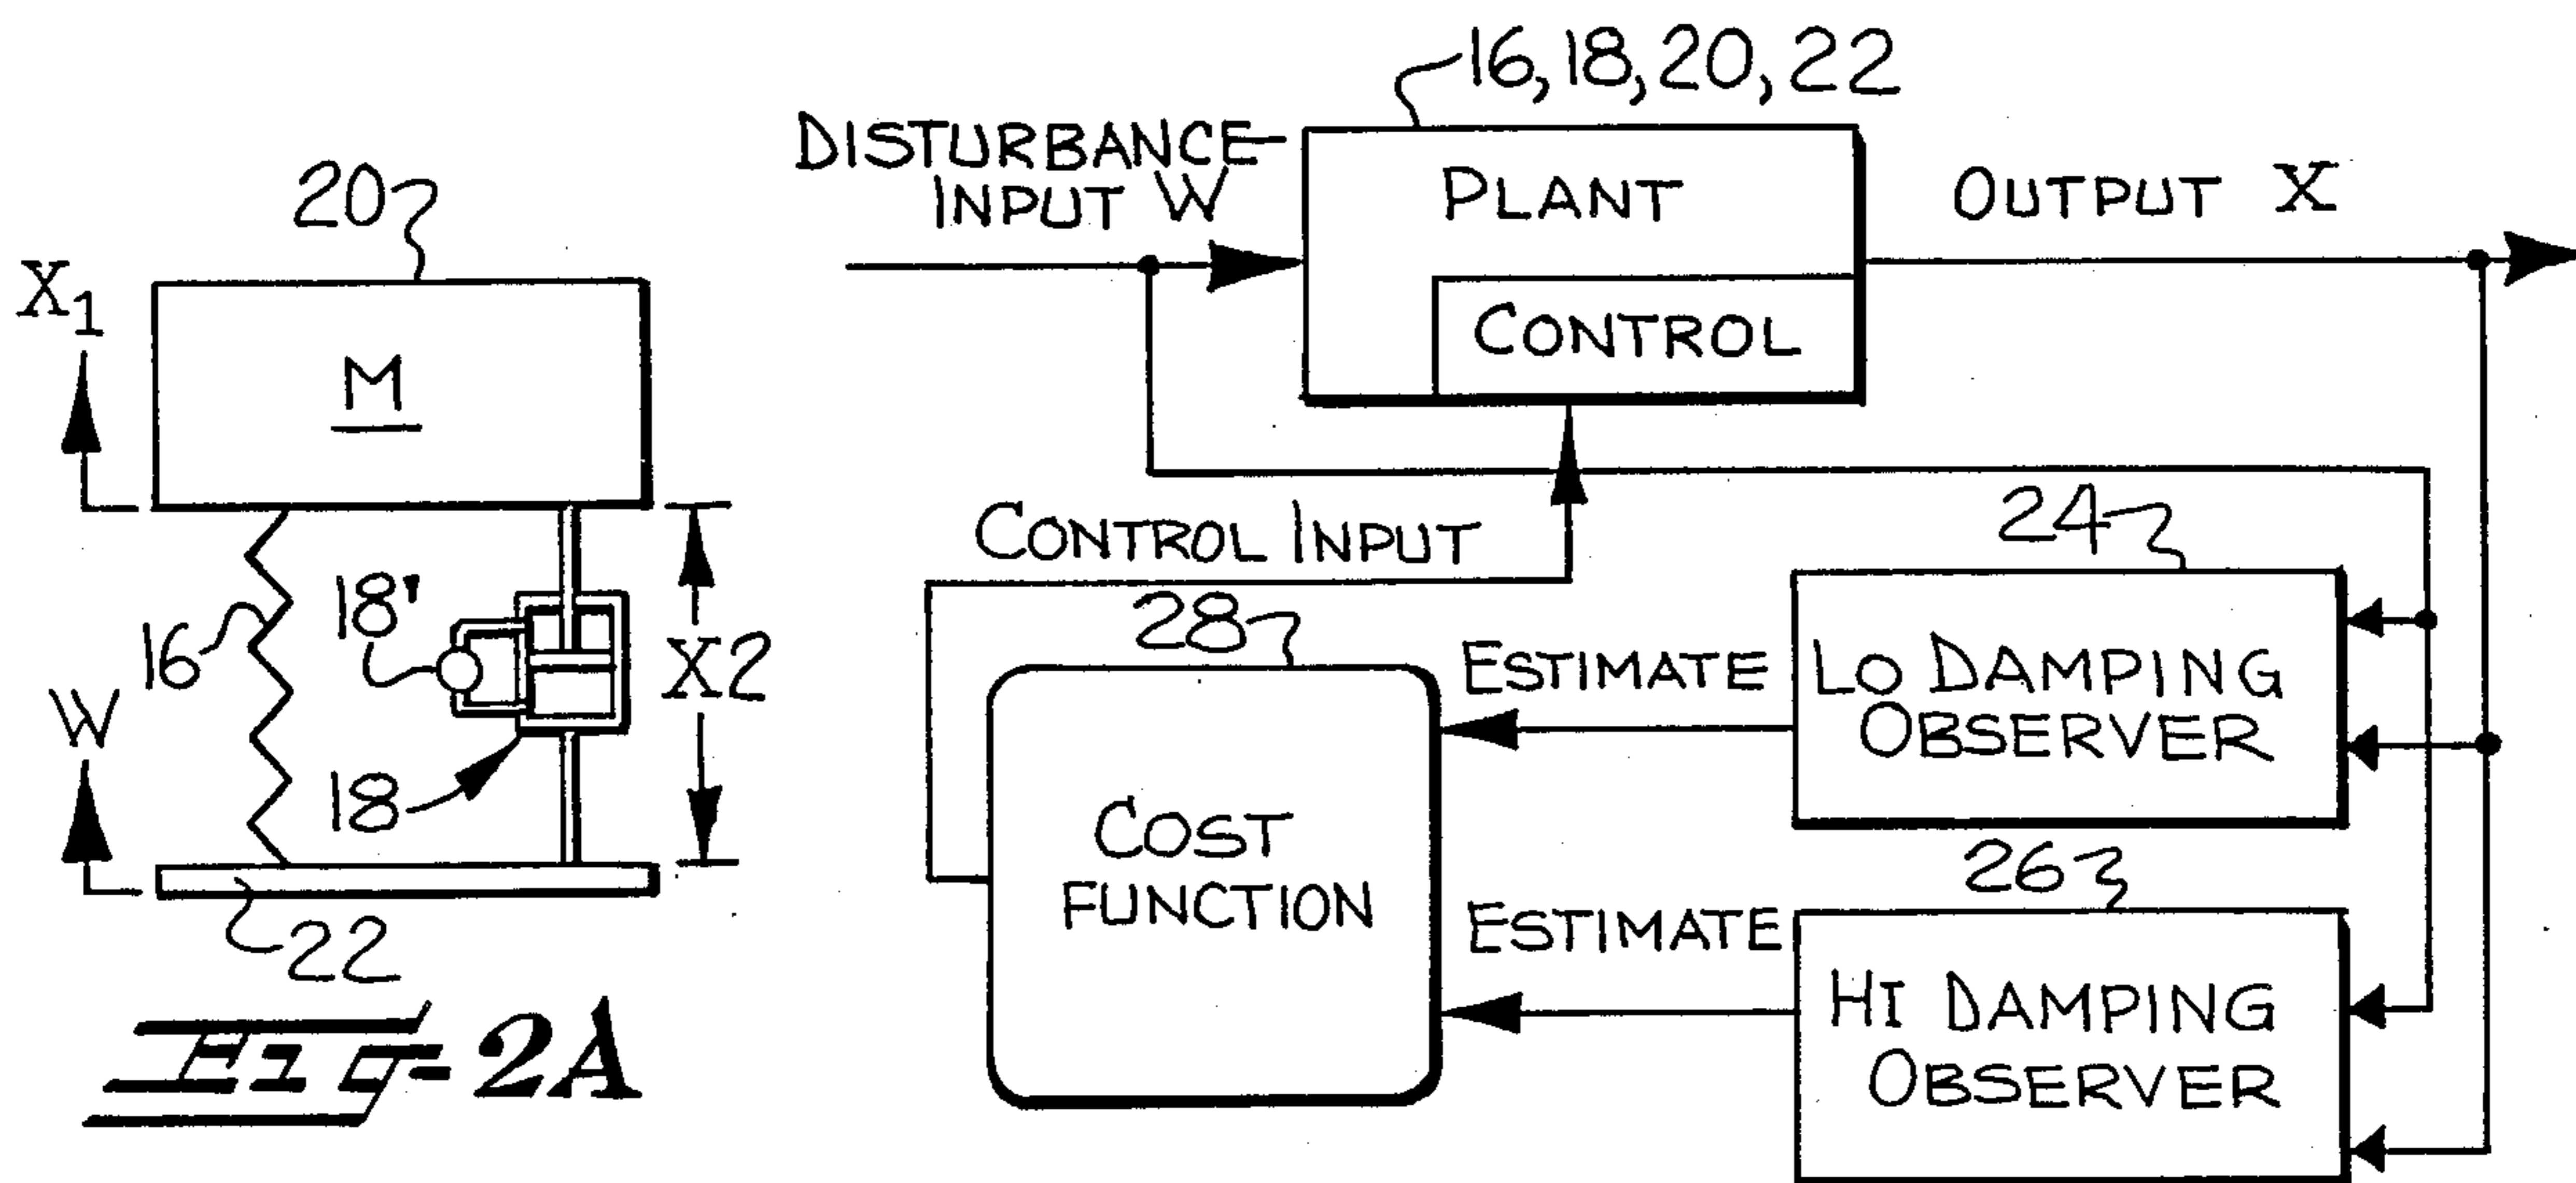 20
X1
M
16
18'
X2
W
18
22
FIG-2A
16, 18, 20, 22
DISTURBANCE-
INPUT W
PLANT
OUTPUT X
CONTROL
CONTROL INPUT
24
28
ESTIMATE
LO DAMPING
OBSERVER
COST
FUNCTION
26
ESTIMATE
HI DAMPING
OBSERVER